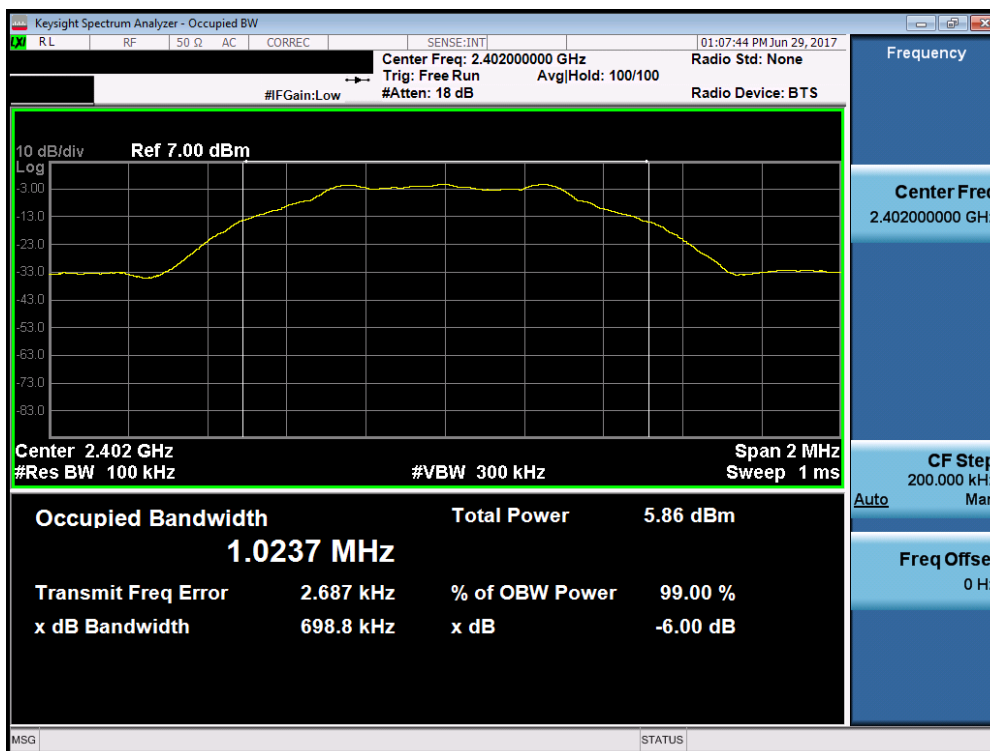 Keysight Spectrum Analyzer - Occupied BW
LXI RL RF 50 Ω AC CORREC SENSE:INT 01:07:44 PM Jun 29, 2017
Center Freq: 2.402000000 GHz Radio Std: None
Trig: Free Run Avg|Hold: 100/100
#IFGain:Low #Atten: 18 dB Radio Device: BTS
10 dB/div Ref 7.00 dBm
Log
-3.00
-13.0
-23.0
-33.0
-43.0
-53.0
-63.0
-73.0
-83.0
Center 2.402 GHz Span 2 MHz
#Res BW 100 kHz #VBW 300 kHz Sweep 1 ms
Occupied Bandwidth Total Power 5.86 dBm
1.0237 MHz
Transmit Freq Error 2.687 kHz % of OBW Power 99.00 %
x dB Bandwidth 698.8 kHz x dB -6.00 dB
MSG STATUS
Frequency
Center Freq
2.402000000 GH
CF Step
200.000 kH
Auto Man
Freq Offse
0 H